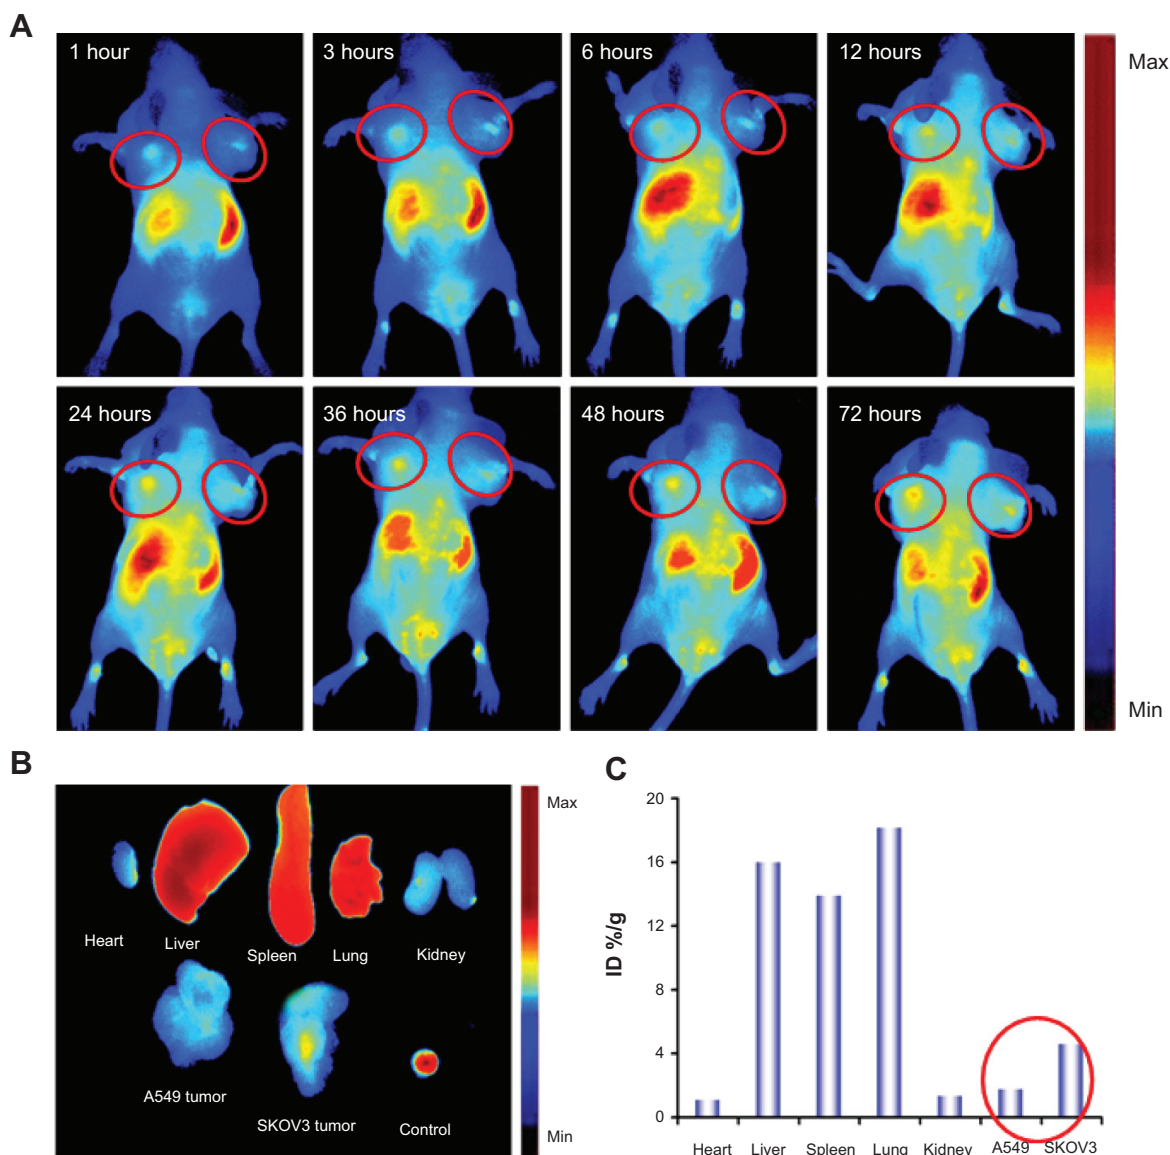 A
1 hour
3 hours
6 hours
12 hours
Max
24 hours
36 hours
48 hours
72 hours
Min
B
Max
Heart
Liver
Spleen
Lung
Kidney
A549 tumor
SKOV3 tumor
Control
Min
C
ID %/g
20
16
12
8
4
0
Heart
Liver
Spleen
Lung
Kidney
A549
SKOV3